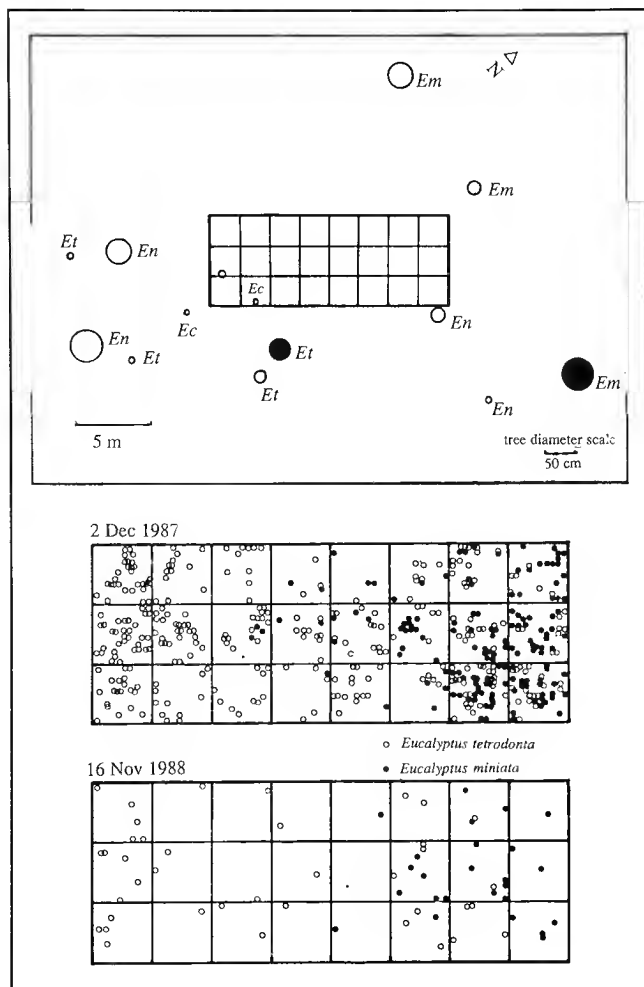 N
Em
Em
Et
En
Ec
Ec
En
En
Et
Et
Et
Em
En
5 m
tree diameter scale
50 cm
2 Dec 1987
Eucalyptus tetrodonta
16 Nov 1988
Eucalyptus miniata